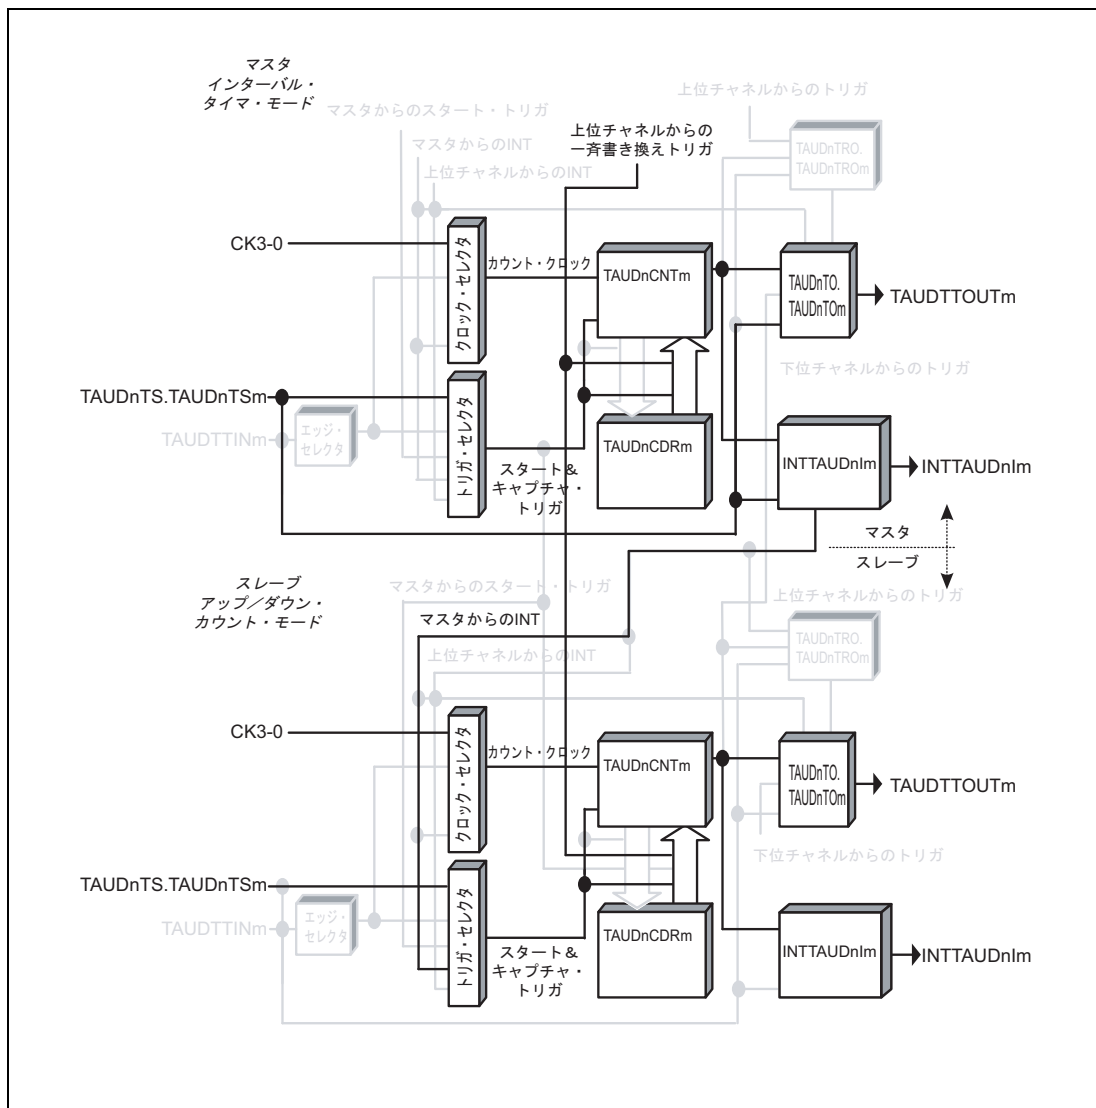 マスタ
インターバル・
タイマ・モード
上位チャネルからのトリガ
マスタからのスタート・トリガ
上位チャネルからの
一斉書き換えトリガ
マスタからのINT
TAUDnTRO.
TAUDnTROm
上位チャネルからのINT
CK3-0
クロック・セレクタ
カウント・クロック
TAUDnCNTm
TAUDnTO.
TAUDnTOm
TAUDTTOUTm
下位チャネルからのトリガ
TAUDnTS.TAUDnTSm
TAUDTTINm
エッジ・
セレクタ
トリガ・セレクタ
スタート＆
キャプチャ・
トリガ
TAUDnCDRm
INTTAUDnIm
INTTAUDnIm
マスタ
スレーブ
スレーブ
アップ／ダウン・
カウント・モード
マスタからのスタート・トリガ
上位チャネルからのトリガ
マスタからのINT
TAUDnTRO.
TAUDnTROm
上位チャネルからのINT
CK3-0
クロック・セレクタ
カウント・クロック
TAUDnCNTm
TAUDnTO.
TAUDnTOm
TAUDTTOUTm
下位チャネルからのトリガ
TAUDnTS.TAUDnTSm
TAUDTTINm
エッジ・
セレクタ
トリガ・セレクタ
スタート＆
キャプチャ・
トリガ
TAUDnCDRm
INTTAUDnIm
INTTAUDnIm